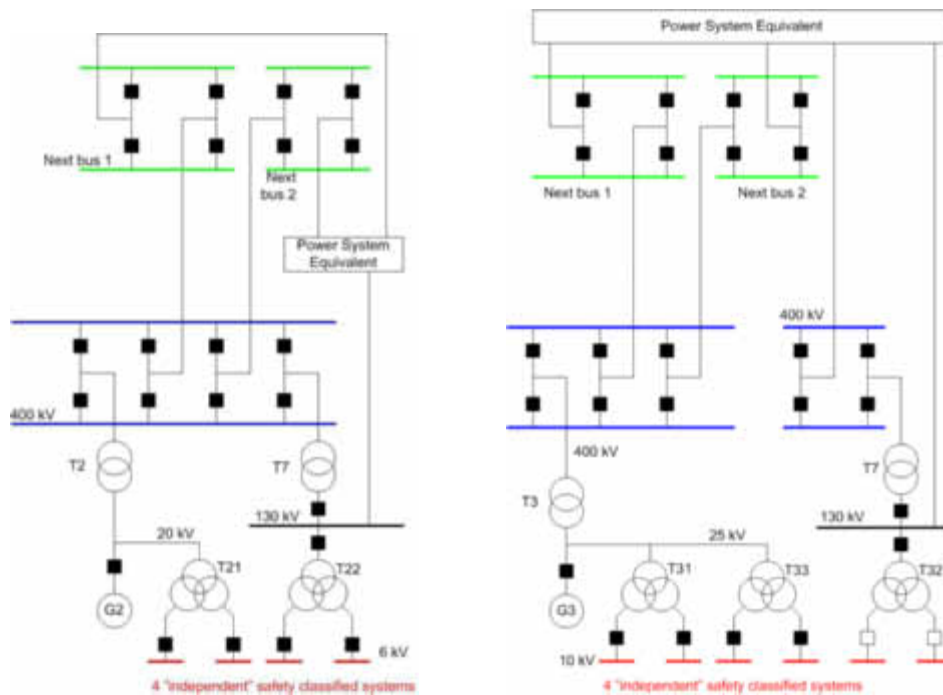 Power System Equivalent
Next bus 1
Next
bus 2
Power System
Equivalent
400 kV
T2
T7
130 kV
20 kV
T21
T22
G2
6 kV
4 "independent" safety classified systems
Next bus 1
Next bus 2
400 kV
400 kV
T3
T7
130 kV
25 kV
T31
T33
T32
G3
10 kV
4 "independent" safety classified systems